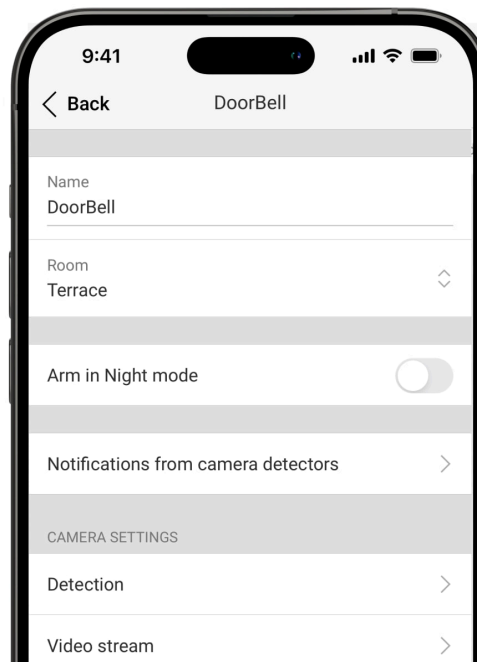 9:41
Back
DoorBell
Name
DoorBell
Room
Terrace
Arm in Night mode
Notifications from camera detectors
CAMERA SETTINGS
Detection
Video stream